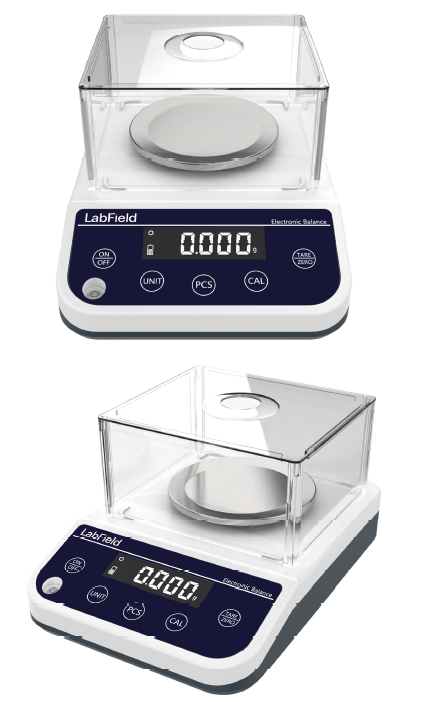 LabField
Electronic Balance
0.000 g
ON
OFF
TARE
ZERO
UNIT
PCS
CAL
LabField
Electronic Balance
0.000 g
ON
OFF
UNIT
PCS
CAL
TARE
ZERO